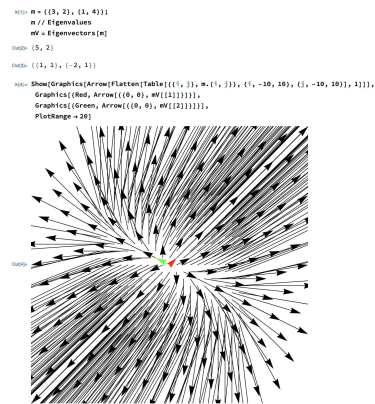 In[1]:= m = {{3, 2}, {1, 4}};
m // Eigenvalues
mV = Eigenvectors[m]
Out[2]= {5, 2}
Out[3]= {{1, 1}, {-2, 1}}
In[4]:= Show[Graphics[Arrow[Flatten[Table[{{i, j}, m.{i, j}}, {i, -10, 10}, {j, -10, 10}], 1]]],
Graphics[{Red, Arrow[{{0, 0}, mV[[1]]}]}],
Graphics[{Green, Arrow[{{0, 0}, mV[[2]]}]}],
PlotRange → 20]
Out[4]=